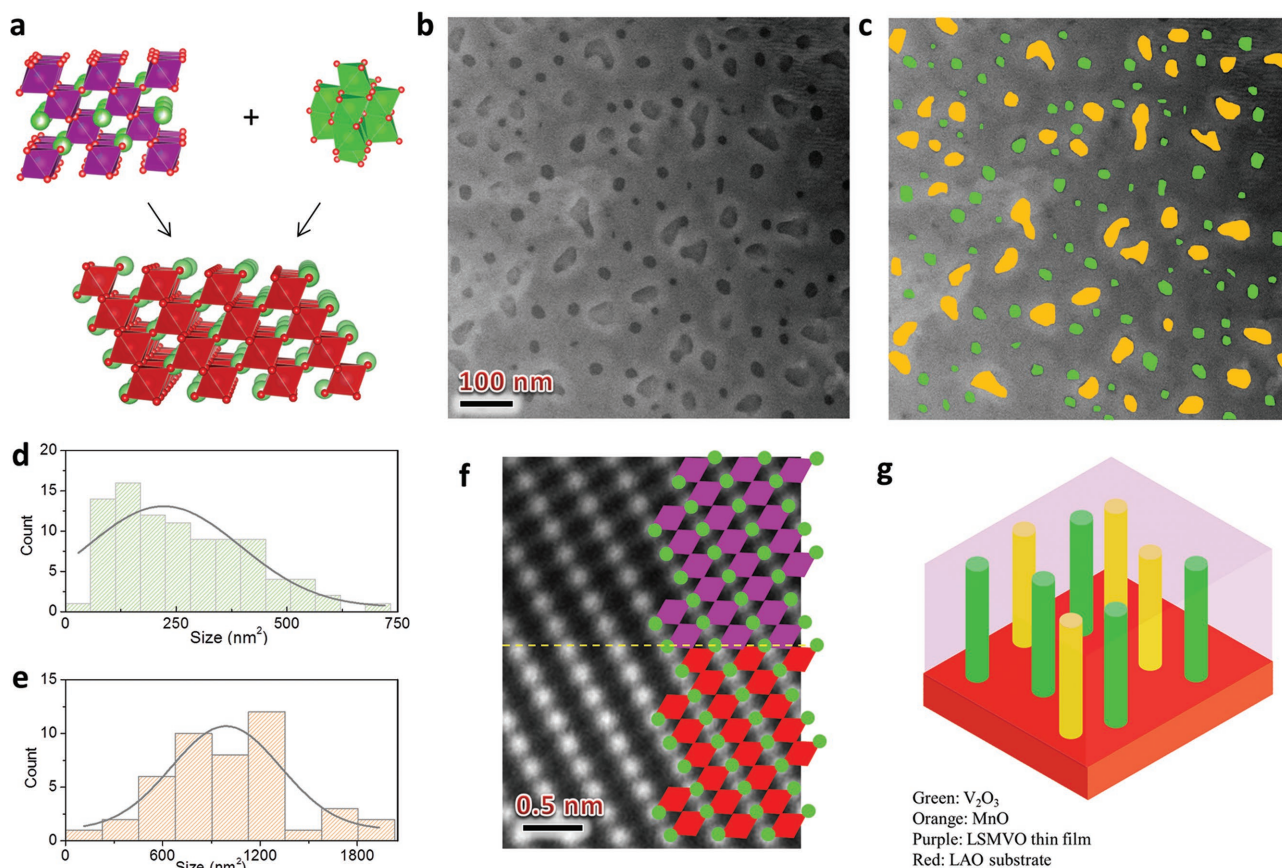 a
+
b
100 nm
c
d
20
15
10
5
0
Count
0 250 500 750
Size (nm²)
e
15
10
5
0
Count
0 600 1200 1800
Size (nm²)
f
0.5 nm
g
Green: V₂O₃
Orange: MnO
Purple: LSMVO thin film
Red: LAO substrate